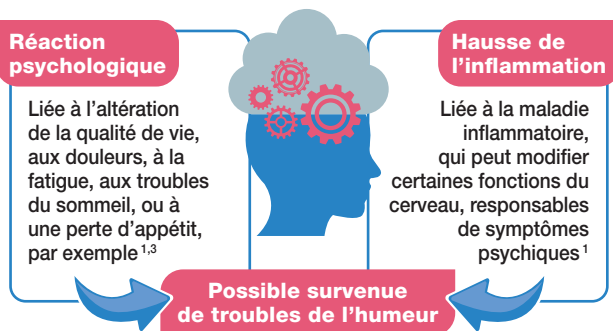 Réaction
psychologique
Liée à l’altération
de la qualité de vie,
aux douleurs, à la
fatigue, aux troubles
du sommeil, ou à
une perte d’appétit,
par exemple 1,3
Hausse de
l’inflammation
Liée à la maladie
inflammatoire,
qui peut modifier
certaines fonctions du
cerveau, responsables
de symptômes
psychiques 1
Possible survenue
de troubles de l’humeur